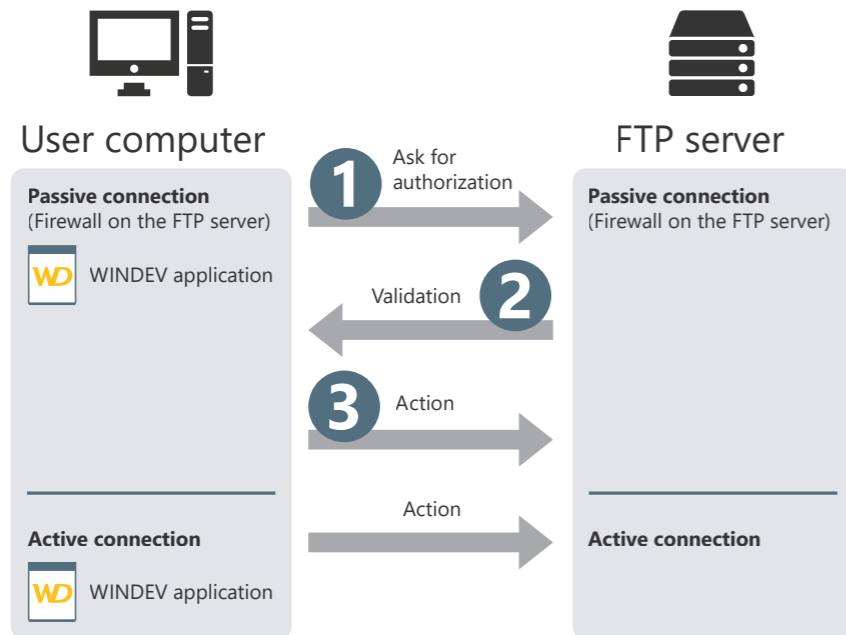 User computer
FTP server
Passive connection
(Firewall on the FTP server)
WD
WINDEV application
1
Ask for
authorization
Validation
2
3
Action
Passive connection
(Firewall on the FTP server)
Active connection
WD
WINDEV application
Action
Active connection